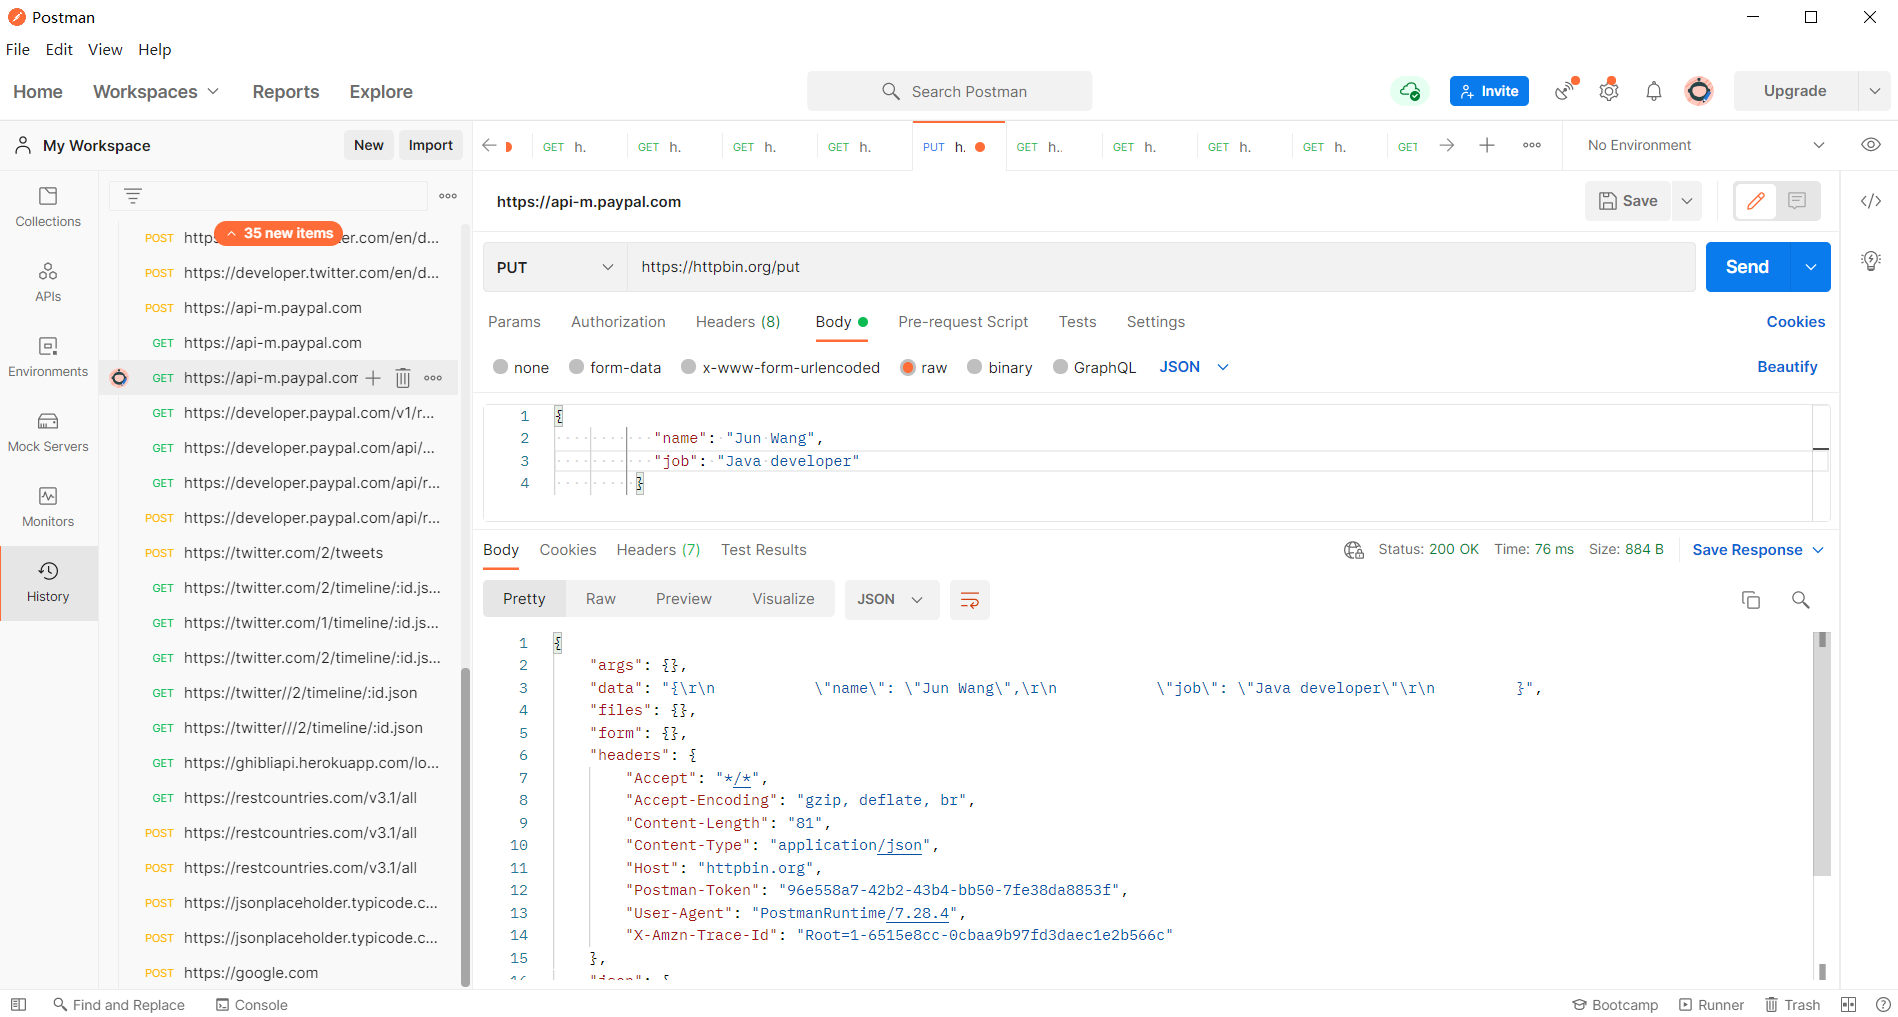 Postman
File Edit View Help
Home Workspaces Reports Explore Search Postman Invite Upgrade
My Workspace New Import
GET h. GET h. GET h. GET h. PUT h. GET h.. GET h. GET h. GET h. GET No Environment
Collections
APIs
Environments
Mock Servers
Monitors
History
35 new items
POST https er.com/en/d...
POST https://developer.twitter.com/en/d...
POST https://api-m.paypal.com
GET https://api-m.paypal.com
GET https://api-m.paypal.com
GET https://developer.paypal.com/v1/r...
GET https://developer.paypal.com/api/...
GET https://developer.paypal.com/api/r...
POST https://developer.paypal.com/api/r...
POST https://twitter.com/2/tweets
GET https://twitter.com/2/timeline/:id.js...
GET https://twitter.com/1/timeline/:id.js...
GET https://twitter.com/2/timeline/:id.js...
GET https://twitter//2/timeline/:id.json
GET https://twitter///2/timeline/:id.json
GET https://ghibliapi.herokuapp.com/lo...
GET https://restcountries.com/v3.1/all
POST https://restcountries.com/v3.1/all
POST https://restcountries.com/v3.1/all
POST https://jsonplaceholder.typicode.c...
POST https://jsonplaceholder.typicode.c...
POST https://google.com
https://api-m.paypal.com Save
PUT https://httpbin.org/put Send
Params Authorization Headers (8) Body Pre-request Script Tests Settings Cookies
none form-data x-www-form-urlencoded raw binary GraphQL JSON Beautify
1 {
2 "name": "Jun Wang",
3 "job": "Java developer"
4 }
Body Cookies Headers (7) Test Results Status: 200 OK Time: 76 ms Size: 884 B Save Response
Pretty Raw Preview Visualize JSON
1 {
2 "args": {},
3 "data": "{\r\n \"name\": \"Jun Wang\",\r\n \"job\": \"Java developer\"\r\n }",
4 "files": {},
5 "form": {},
6 "headers": {
7 "Accept": "*/*",
8 "Accept-Encoding": "gzip, deflate, br",
9 "Content-Length": "81",
10 "Content-Type": "application/json",
11 "Host": "httpbin.org",
12 "Postman-Token": "96e558a7-42b2-43b4-bb50-7fe38da8853f",
13 "User-Agent": "PostmanRuntime/7.28.4",
14 "X-Amzn-Trace-Id": "Root=1-6515e8cc-0cbaa9b97fd3daec1e2b566c"
15 },
16 "json": {
Find and Replace Console Bootcamp Runner Trash